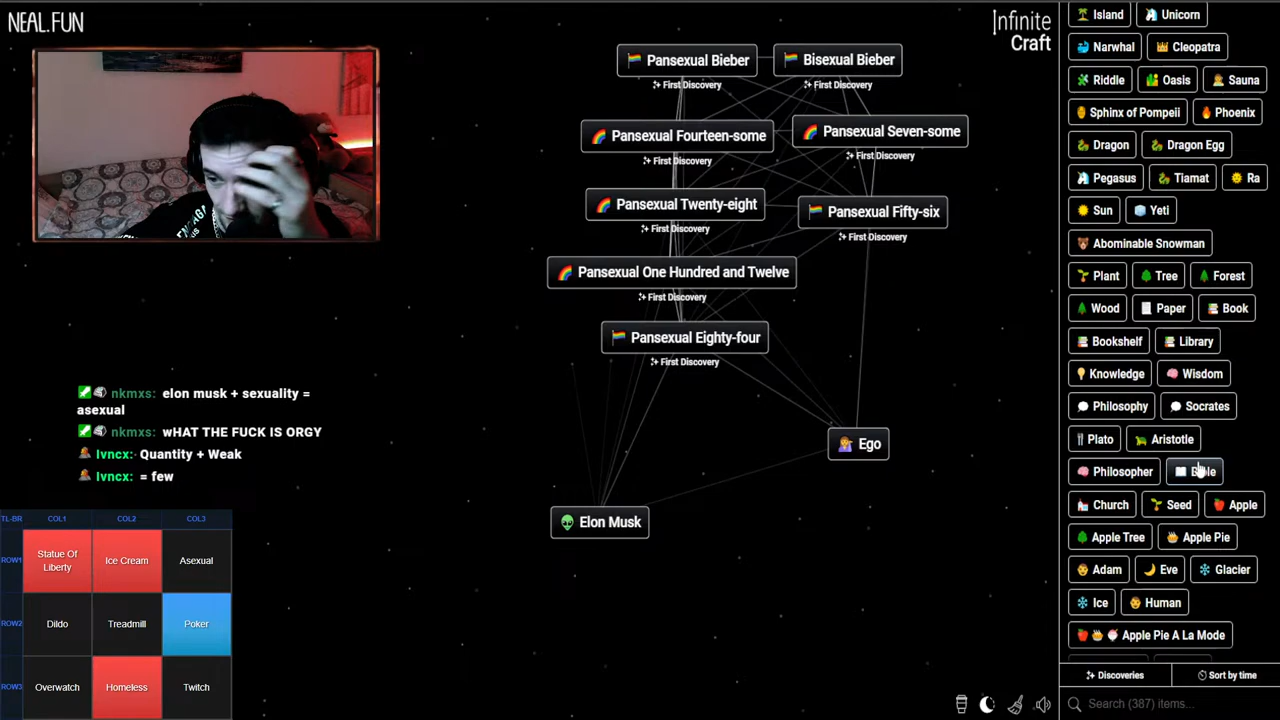 NEAL.FUN
Infinite
Craft
Pansexual Bieber
First Discovery
Bisexual Bieber
First Discovery
Pansexual Fourteen-some
First Discovery
Pansexual Seven-some
First Discovery
Pansexual Twenty-eight
First Discovery
Pansexual Fifty-six
First Discovery
Pansexual One Hundred and Twelve
First Discovery
Pansexual Eighty-four
First Discovery
Ego
Elon Musk
nkmxs: elon musk + sexuality =
asexual
nkmxs: wHAT THE FUCK IS ORGY
lvncx: Quantity + Weak
lvncx: = few
TL-BR COL1 COL2 COL3
ROW1 Statue Of Liberty Ice Cream Asexual
ROW2 Dildo Treadmill Poker
ROW3 Overwatch Homeless Twitch
Island Unicorn
Narwhal Cleopatra
Riddle Oasis Sauna
Sphinx of Pompeii Phoenix
Dragon Dragon Egg
Pegasus Tiamat Ra
Sun Yeti
Abominable Snowman
Plant Tree Forest
Wood Paper Book
Bookshelf Library
Knowledge Wisdom
Philosophy Socrates
Plato Aristotle
Philosopher Bible
Church Seed Apple
Apple Tree Apple Pie
Adam Eve Glacier
Ice Human
Apple Pie A La Mode
Discoveries Sort by time
Search (387) items...